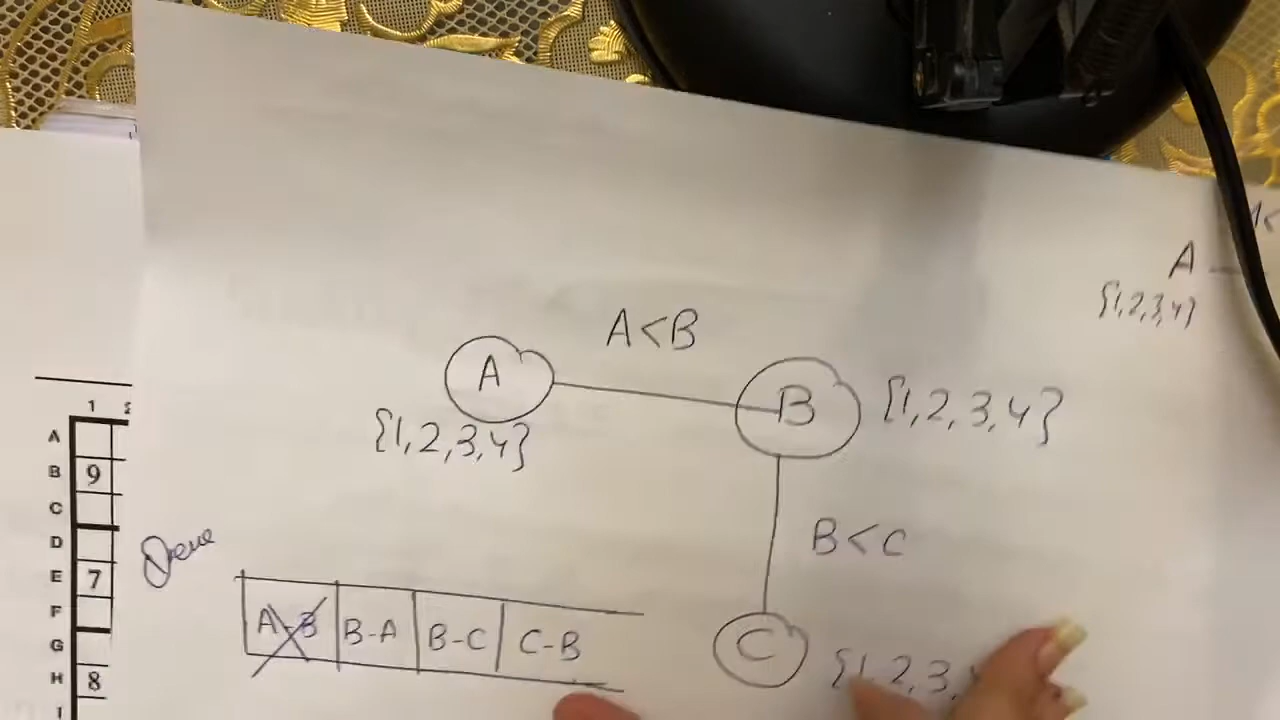 A<
A
{1,2,3,4}
A<B
A
B
{1,2,3,4}
{1,2,3,4}
B<C
C
{1,2,3,
Queue
A-B
B-A
B-C
C-B
1
A
B 9
C
D
E 7
F
G
H 8
I